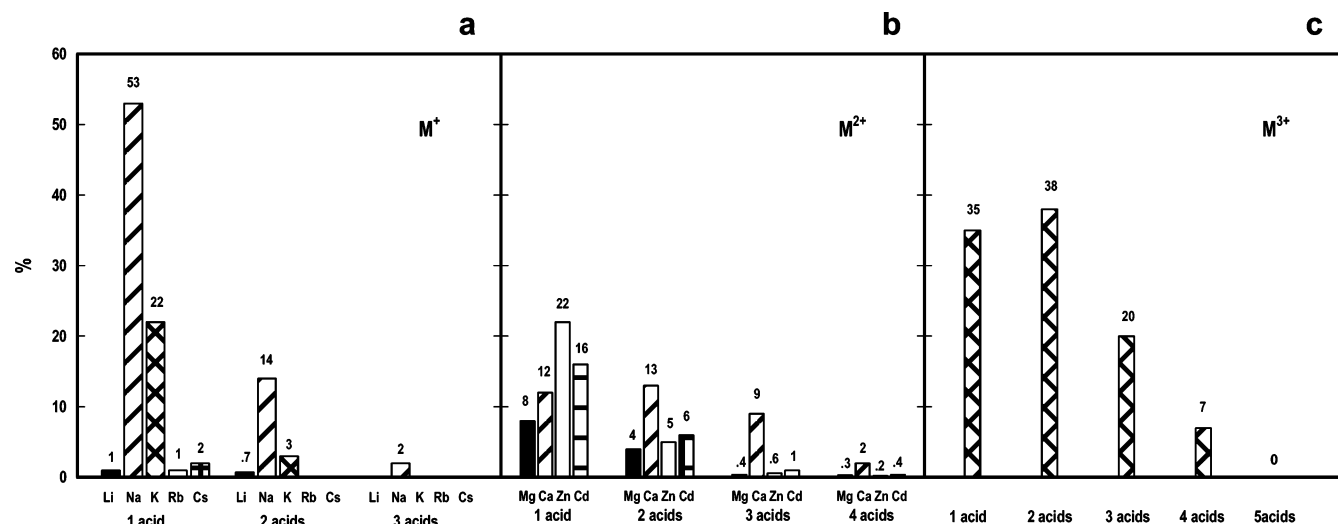 a
b
c
60
50
40
30
20
10
0
%
M+
M2+
M3+
53
22
1
1
2
.7
14
3
2
8
12
22
16
4
13
5
6
.4
9
.6
1
.3
2
.2
.4
35
38
20
7
0
Li Na K Rb Cs
Li Na K Rb Cs
Li Na K Rb Cs
Mg Ca Zn Cd
Mg Ca Zn Cd
Mg Ca Zn Cd
Mg Ca Zn Cd
1 acid
2 acids
3 acids
1 acid
2 acids
3 acids
4 acids
1 acid
2 acids
3 acids
4 acids
5acids